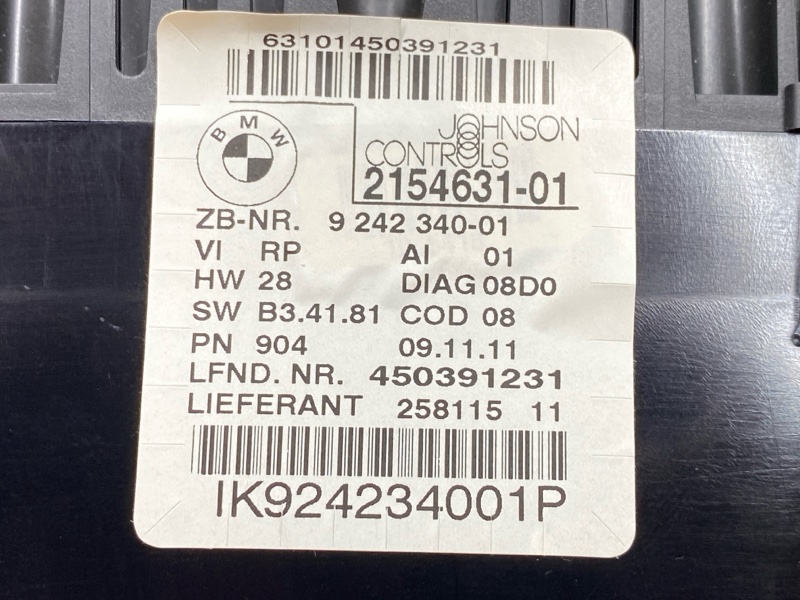 63101450391231
BMW
JOHNSON
CONTROLS
2154631-01
ZB-NR. 9 242 340-01
VI RP AI 01
HW 28 DIAG 08D0
SW B3.41.81 COD 08
PN 904 09.11.11
LFND. NR. 450391231
LIEFERANT 258115 11
IK924234001P